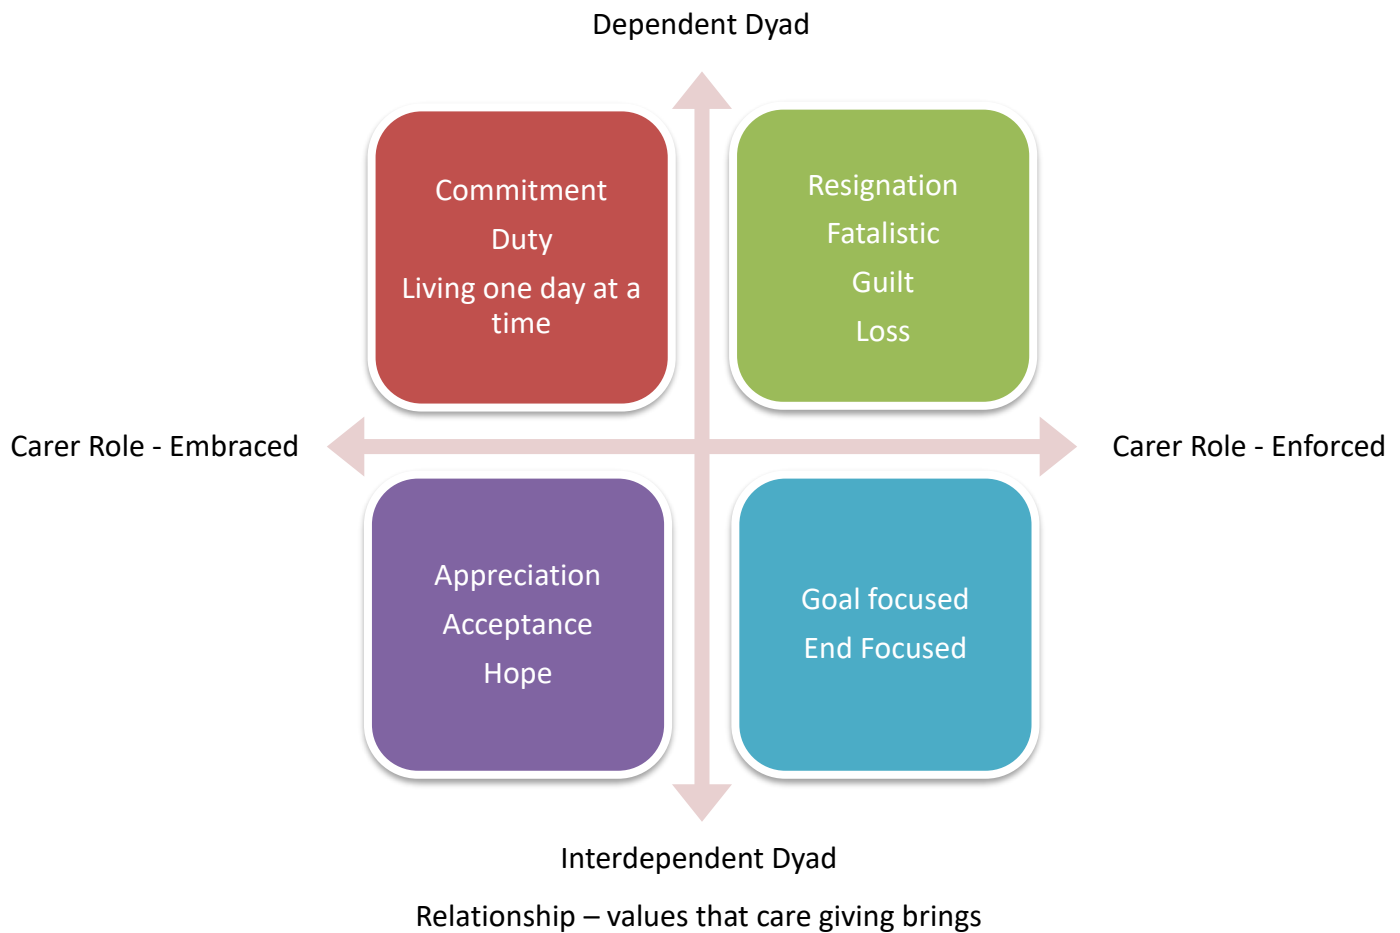 Dependent Dyad
Commitment
Duty
Living one day at a
time
Resignation
Fatalistic
Guilt
Loss
Carer Role - Embraced
Carer Role - Enforced
Appreciation
Acceptance
Hope
Goal focused
End Focused
Interdependent Dyad
Relationship – values that care giving brings